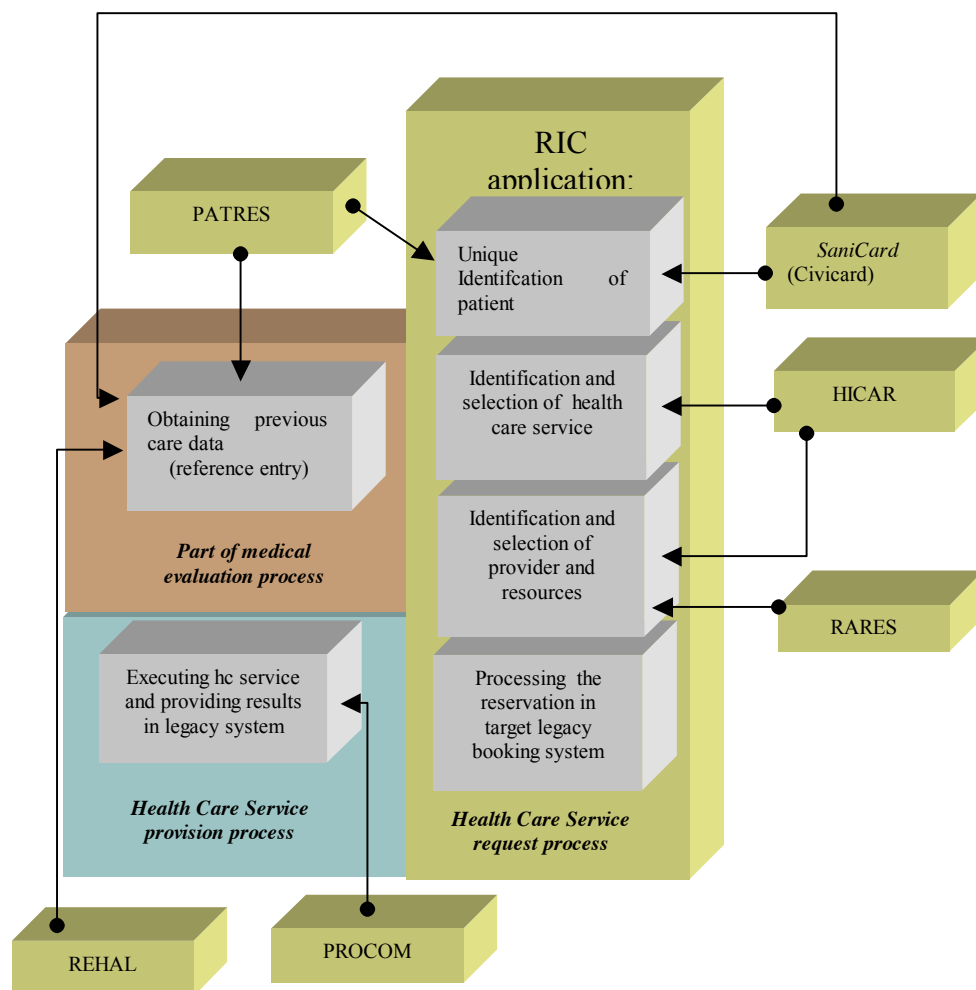 RIC
application:
PATRES
Unique
Identifcation of
patient
SaniCard
(Civicard)
Identification and
selection of health
care service
HICAR
Obtaining previous
care data
(reference entry)
Identification and
selection of
provider and
resources
Part of medical
evaluation process
RARES
Executing hc service
and providing results
in legacy system
Processing the
reservation in
target legacy
booking system
Health Care Service
provision process
Health Care Service
request process
REHAL
PROCOM